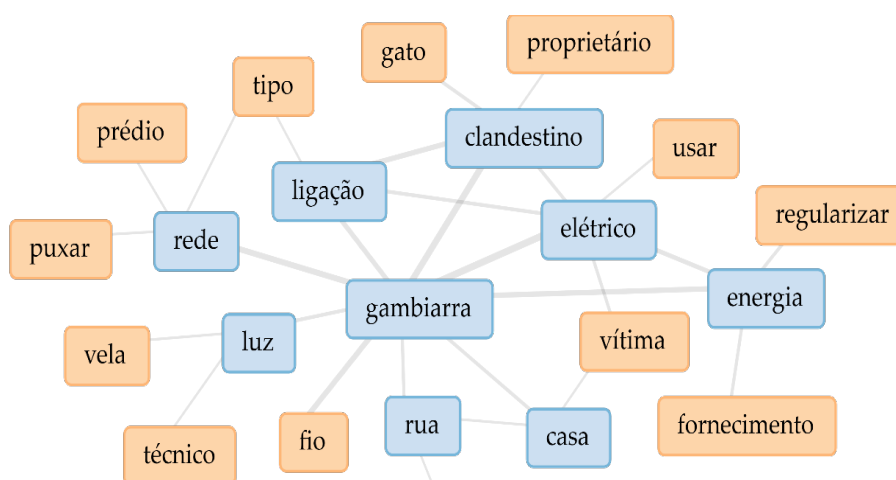 gato
proprietário
tipo
prédio
clandestino
usar
ligação
regularizar
elétrico
puxar
rede
energia
gambiarra
luz
vítima
vela
rua
casa
fornecimento
fio
técnico